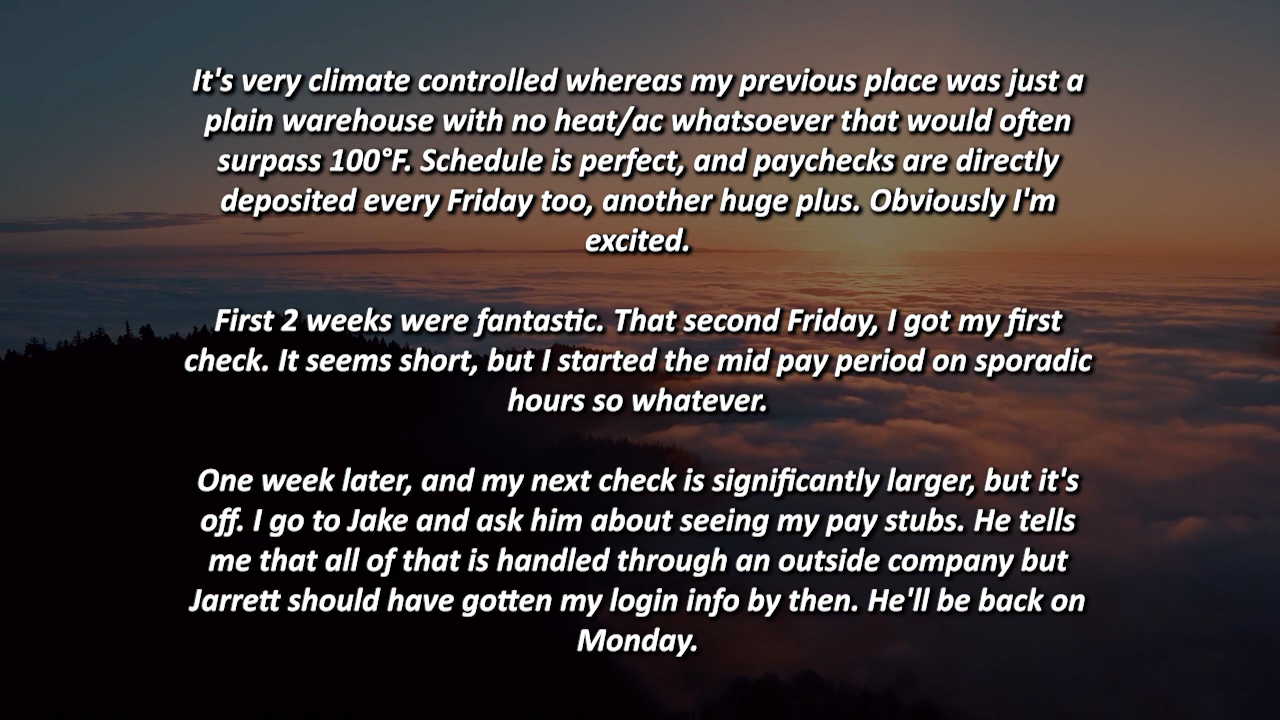 It's very climate controlled whereas my previous place was just a
plain warehouse with no heat/ac whatsoever that would often
surpass 100°F. Schedule is perfect, and paychecks are directly
deposited every Friday too, another huge plus. Obviously I'm
excited.
First 2 weeks were fantastic. That second Friday, I got my first
check. It seems short, but I started the mid pay period on sporadic
hours so whatever.
One week later, and my next check is significantly larger, but it's
off. I go to Jake and ask him about seeing my pay stubs. He tells
me that all of that is handled through an outside company but
Jarrett should have gotten my login info by then. He'll be back on
Monday.